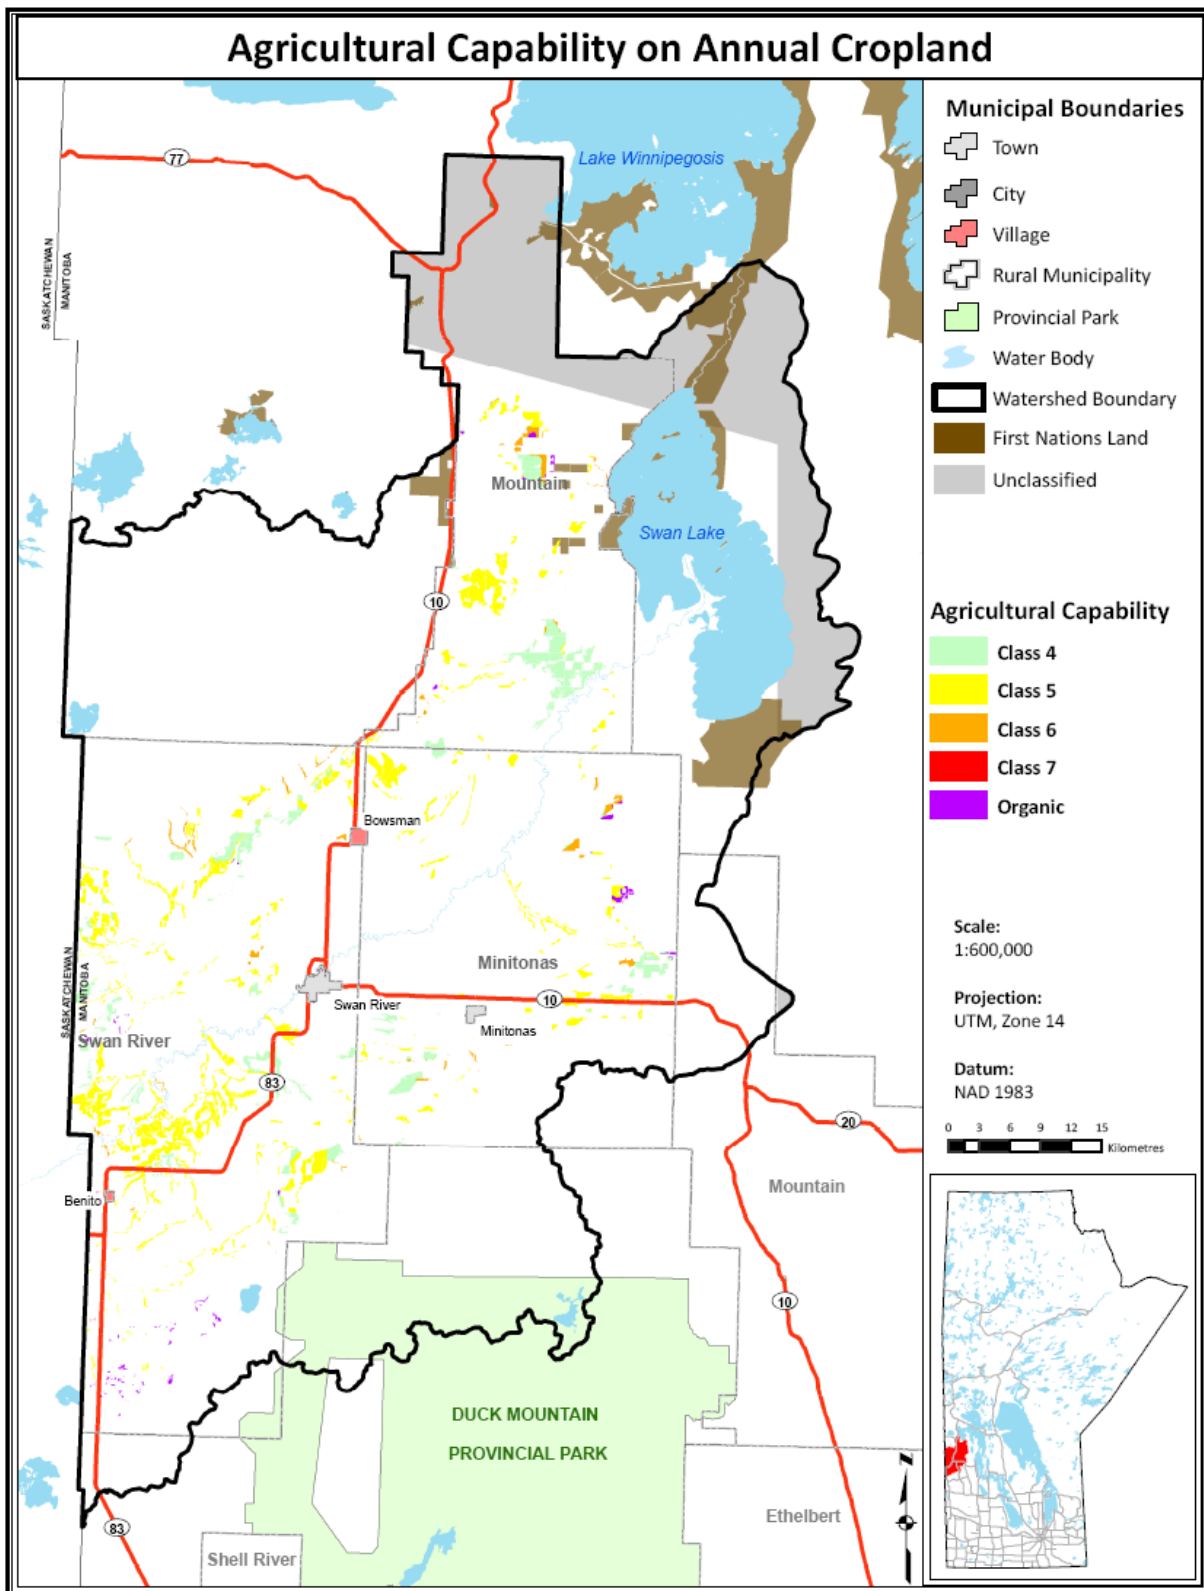 Agricultural Capability on Annual Cropland
77
Lake Winnipegosis
SASKATCHEWAN
MANITOBA
Mountain
Swan Lake
10
Bowsman
Minitonas
SASKATCHEWAN
MANITOBA
Swan River
10
Swan River
Minitonas
83
20
Benito
Mountain
10
DUCK MOUNTAIN
PROVINCIAL PARK
Ethelbert
83
Shell River
Municipal Boundaries
Town
City
Village
Rural Municipality
Provincial Park
Water Body
Watershed Boundary
First Nations Land
Unclassified
Agricultural Capability
Class 4
Class 5
Class 6
Class 7
Organic
Scale:
1:600,000
Projection:
UTM, Zone 14
Datum:
NAD 1983
0 3 6 9 12 15
Kilometres
N